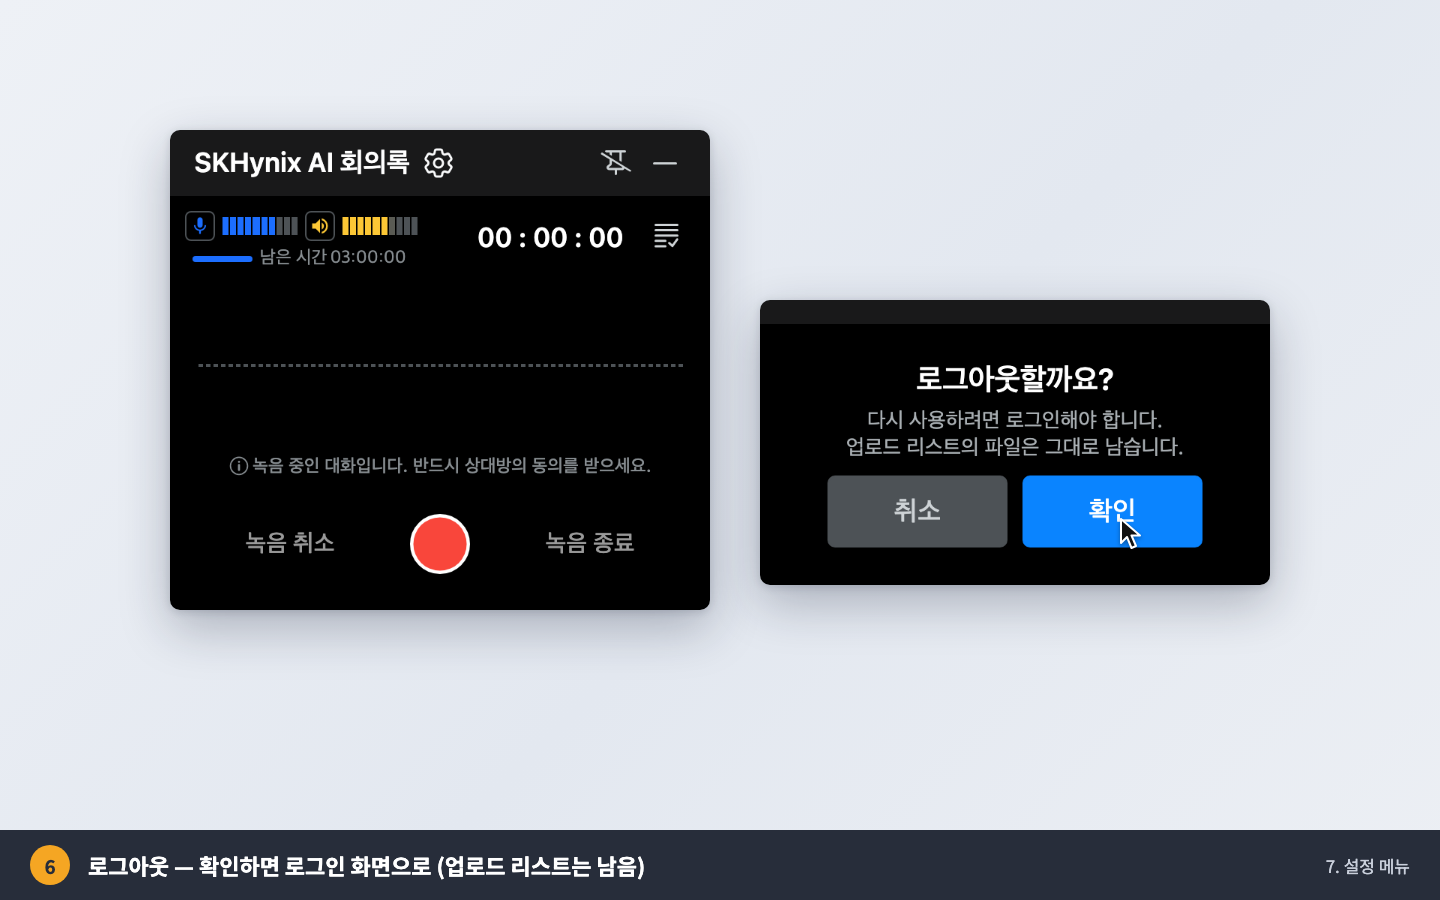 SKHynix AI 회의록
00 : 00 : 00
남은 시간 03:00:00
녹음 중인 대화입니다. 반드시 상대방의 동의를 받으세요.
녹음 취소
녹음 종료
로그아웃할까요?
다시 사용하려면 로그인해야 합니다.
업로드 리스트의 파일은 그대로 남습니다.
취소
확인
6
로그아웃 — 확인하면 로그인 화면으로 (업로드 리스트는 남음)
7. 설정 메뉴